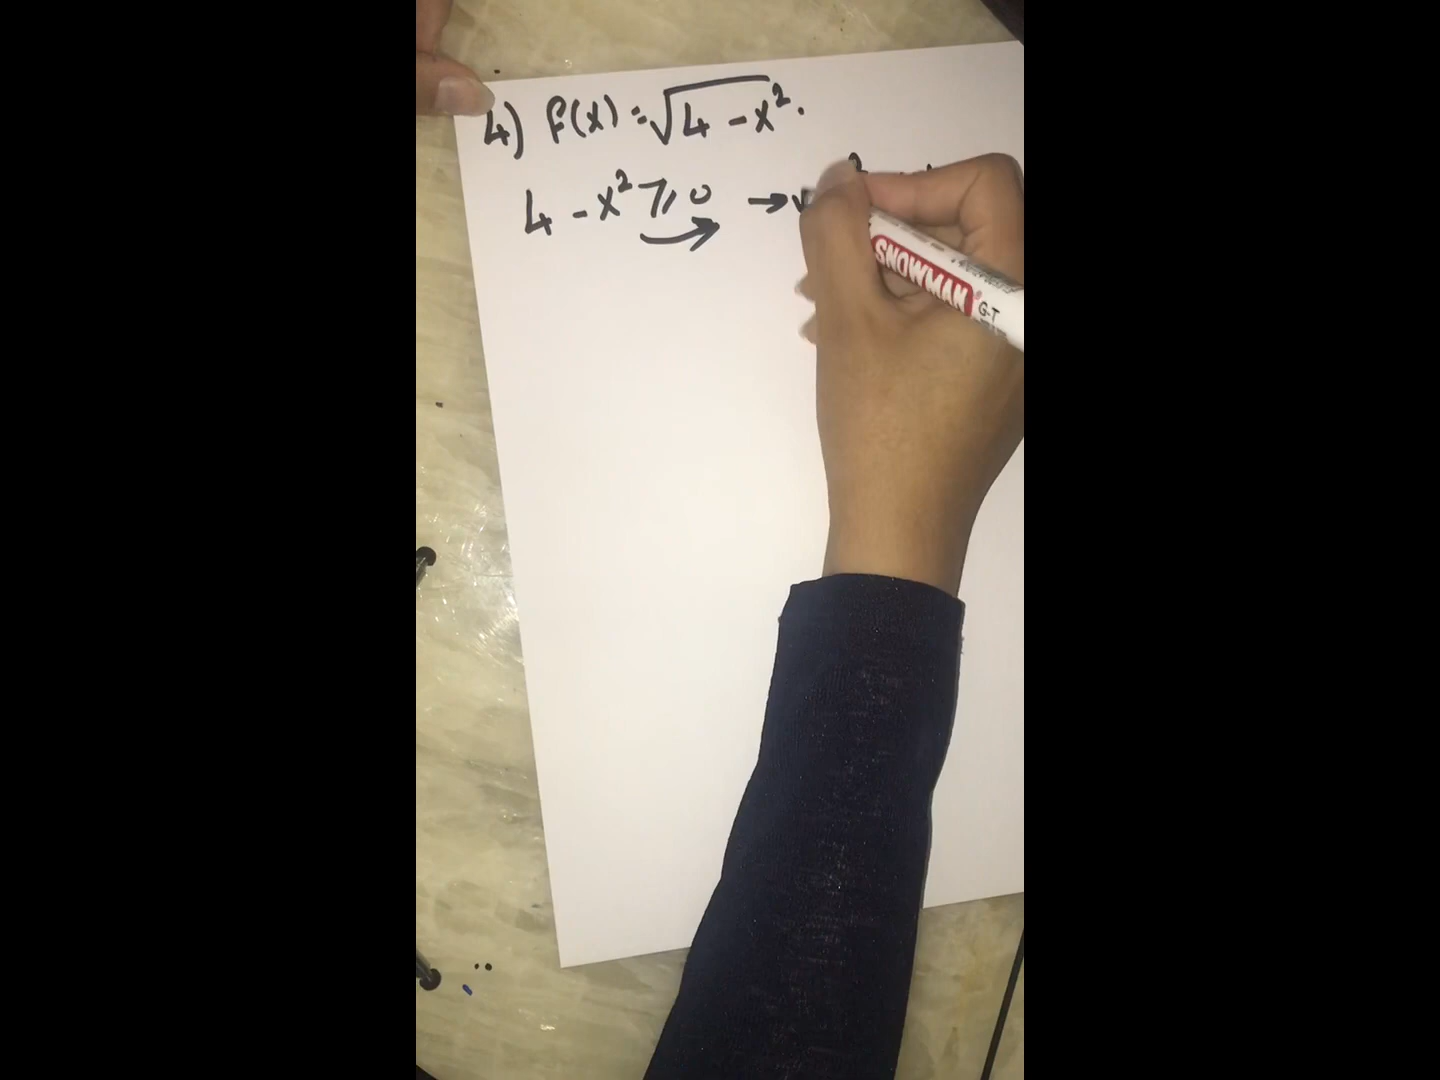 4) f(x) = √4 - x².
4 - x² ⩾ 0 →
SNOWMAN
G-T